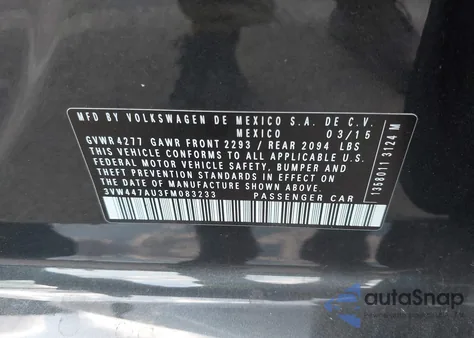 MFD BY VOLKSWAGEN DE MEXICO S.A. DE C.V.
MEXICO 03/15
GVWR 4277 GAWR FRONT 2293 / REAR 2094 LBS
THIS VEHICLE CONFORMS TO ALL APPLICABLE U.S.
FEDERAL MOTOR VEHICLE SAFETY, BUMPER AND
THEFT PREVENTION STANDARDS IN EFFECT ON THE
DATE OF MANUFACTURE SHOWN ABOVE.
3VW447AU3FM083233 PASSENGER CAR
1358011 3124 M
autoSnap